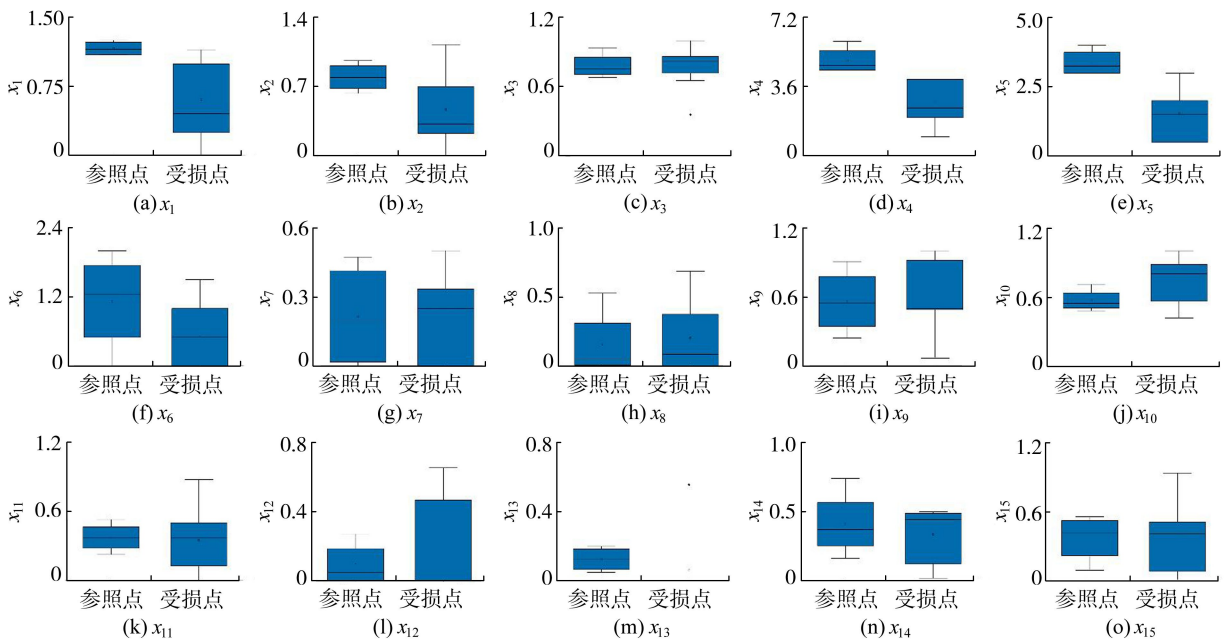 1.50
0.75
0
x1
参照点 受损点
(a) x1
1.4
0.7
0
x2
参照点 受损点
(b) x2
1.2
0.6
0
x3
参照点 受损点
(c) x3
7.2
3.6
0
x4
参照点 受损点
(d) x4
5.0
2.5
0
x5
参照点 受损点
(e) x5
2.4
1.2
0
x6
参照点 受损点
(f) x6
0.6
0.3
0
x7
参照点 受损点
(g) x7
1.0
0.5
0
x8
参照点 受损点
(h) x8
1.2
0.6
0
x9
参照点 受损点
(i) x9
1.2
0.6
0
x10
参照点 受损点
(j) x10
1.2
0.6
0
x11
参照点 受损点
(k) x11
0.8
0.4
0
x12
参照点 受损点
(l) x12
0.8
0.4
0
x13
参照点 受损点
(m) x13
1.0
0.5
0
x14
参照点 受损点
(n) x14
1.2
0.6
0
x15
参照点 受损点
(o) x15